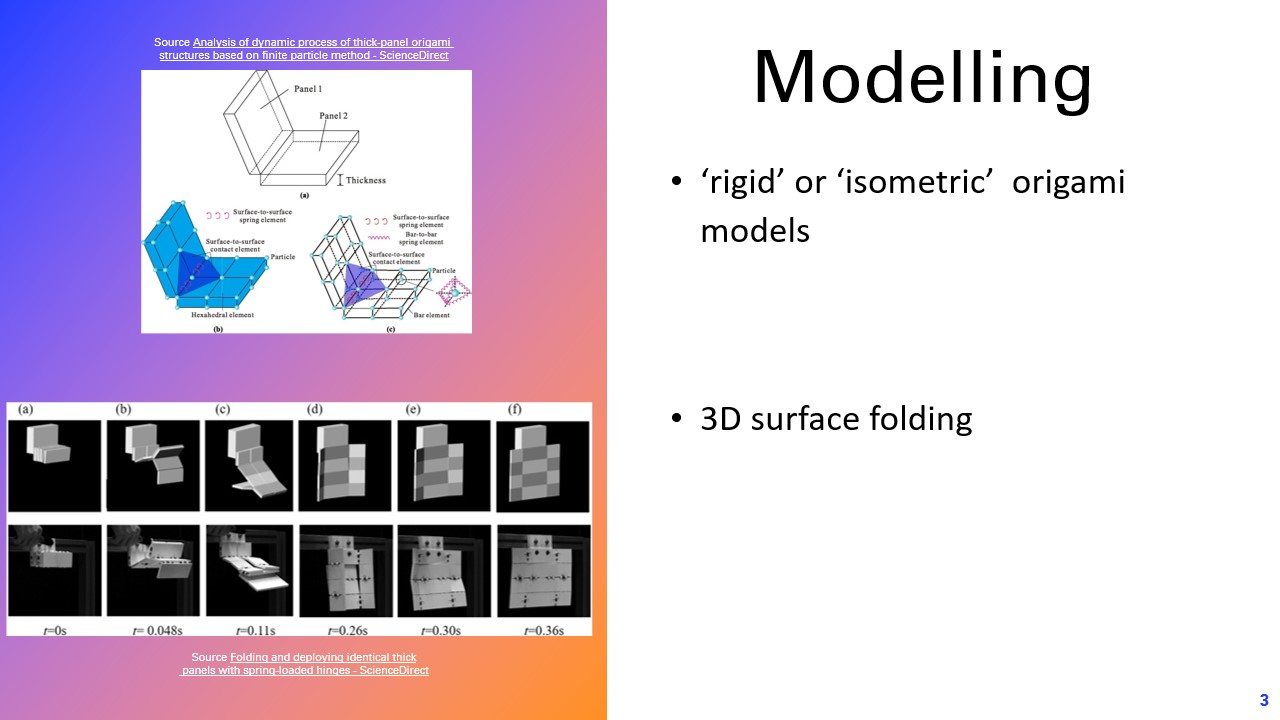 Source Analysis of dynamic process of thick-panel origami
structures based on finite particle method - ScienceDirect
Panel 1
Panel 2
Thickness
(a)
Surface-to-surface
spring element
Surface-to-surface
contact element
Particle
Hexahedral element
(b)
Surface-to-surface
spring element
Bar-to-bar
spring element
Surface-to-surface
contact element
Particle
Bar element
(c)
(a) (b) (c) (d) (e) (f)
t=0s t= 0.048s t=0.11s t=0.26s t=0.30s t=0.36s
Source Folding and deploying identical thick
panels with spring-loaded hinges - ScienceDirect
Modelling
• ‘rigid’ or ‘isometric’ origami
models
• 3D surface folding
3